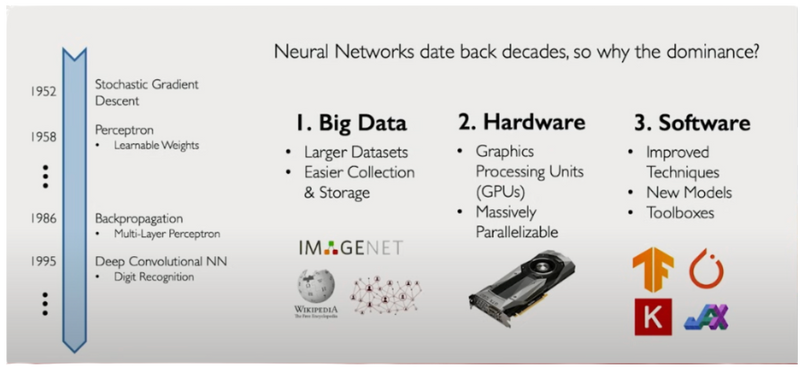 Neural Networks date back decades, so why the dominance?
1952
Stochastic Gradient
Descent
1958
Perceptron
• Learnable Weights
1986
Backpropagation
• Multi-Layer Perceptron
1995
Deep Convolutional NN
• Digit Recognition
1. Big Data
• Larger Datasets
• Easier Collection
& Storage
IMAGENET
WIKIPEDIA
The Free Encyclopedia
2. Hardware
• Graphics
Processing Units
(GPUs)
• Massively
Parallelizable
3. Software
• Improved
Techniques
• New Models
• Toolboxes
K
JAX